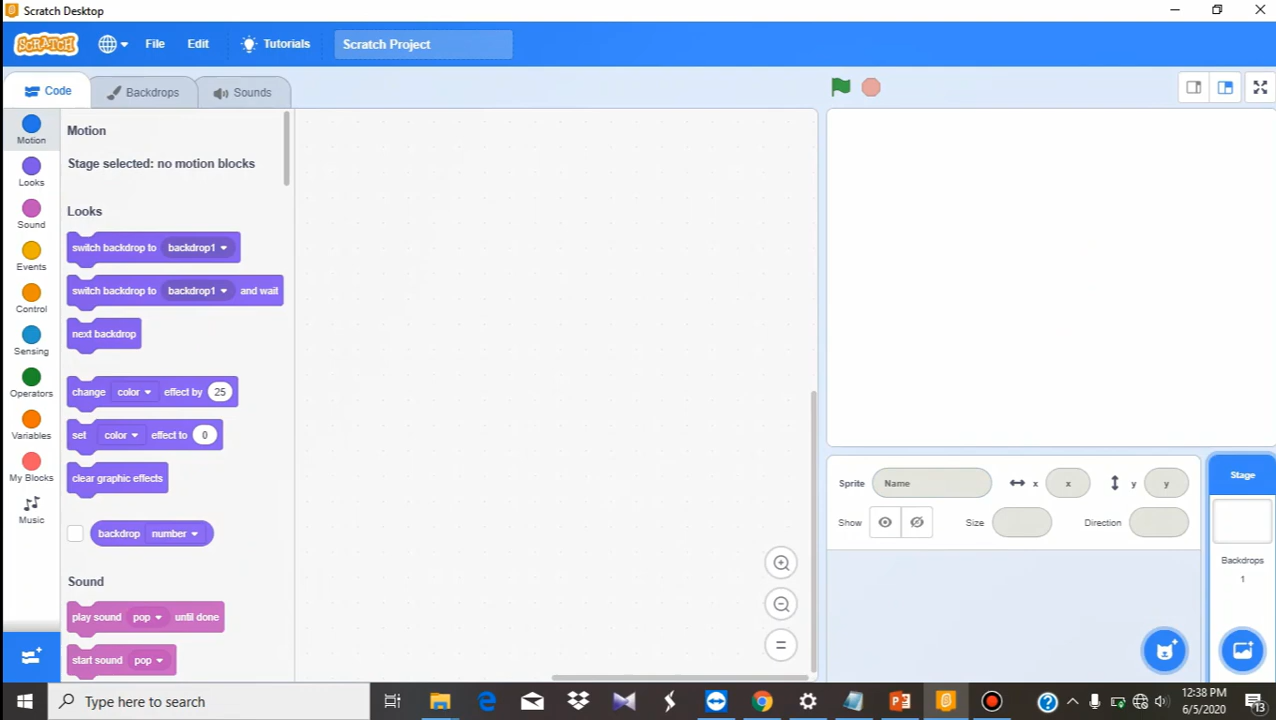 Scratch Desktop
SCRATCH File Edit Tutorials Scratch Project
Code Backdrops Sounds
Motion
Looks
Sound
Events
Control
Sensing
Operators
Variables
My Blocks
Music
Motion
Stage selected: no motion blocks
Looks
switch backdrop to backdrop1
switch backdrop to backdrop1 and wait
next backdrop
change color effect by 25
set color effect to 0
clear graphic effects
backdrop number
Sound
play sound pop until done
start sound pop
Sprite Name x x y y
Show Size Direction
Stage
Backdrops
1
Type here to search
12:38 PM
6/5/2020
13